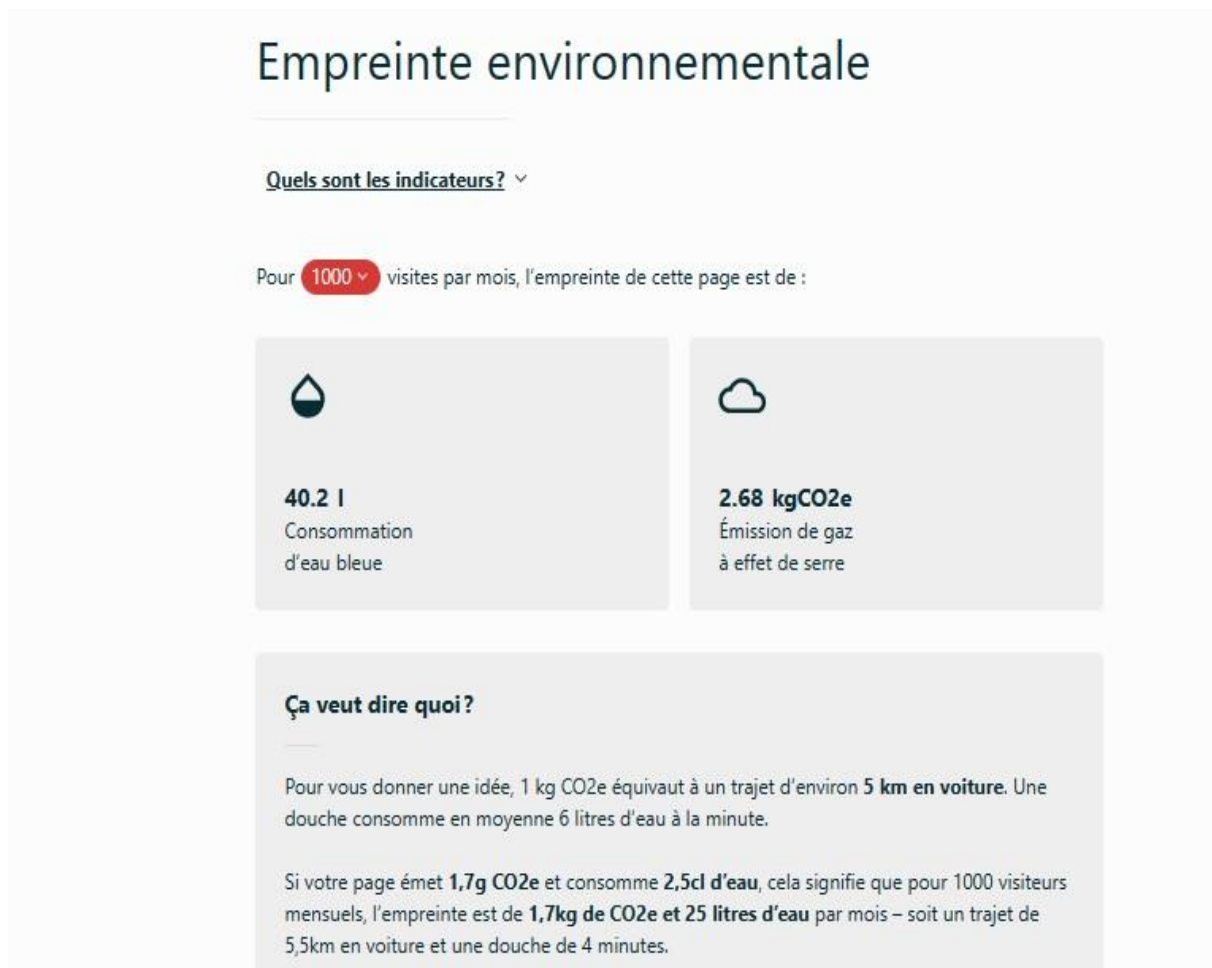 Empreinte environnementale
Quels sont les indicateurs ?
Pour 1000 visites par mois, l'empreinte de cette page est de :
40.2 l
Consommation
d'eau bleue
2.68 kgCO2e
Émission de gaz
à effet de serre
Ça veut dire quoi ?
Pour vous donner une idée, 1 kg CO2e équivaut à un trajet d'environ 5 km en voiture. Une
douche consomme en moyenne 6 litres d'eau à la minute.
Si votre page émet 1,7g CO2e et consomme 2,5cl d'eau, cela signifie que pour 1000 visiteurs
mensuels, l'empreinte est de 1,7kg de CO2e et 25 litres d'eau par mois – soit un trajet de
5,5km en voiture et une douche de 4 minutes.